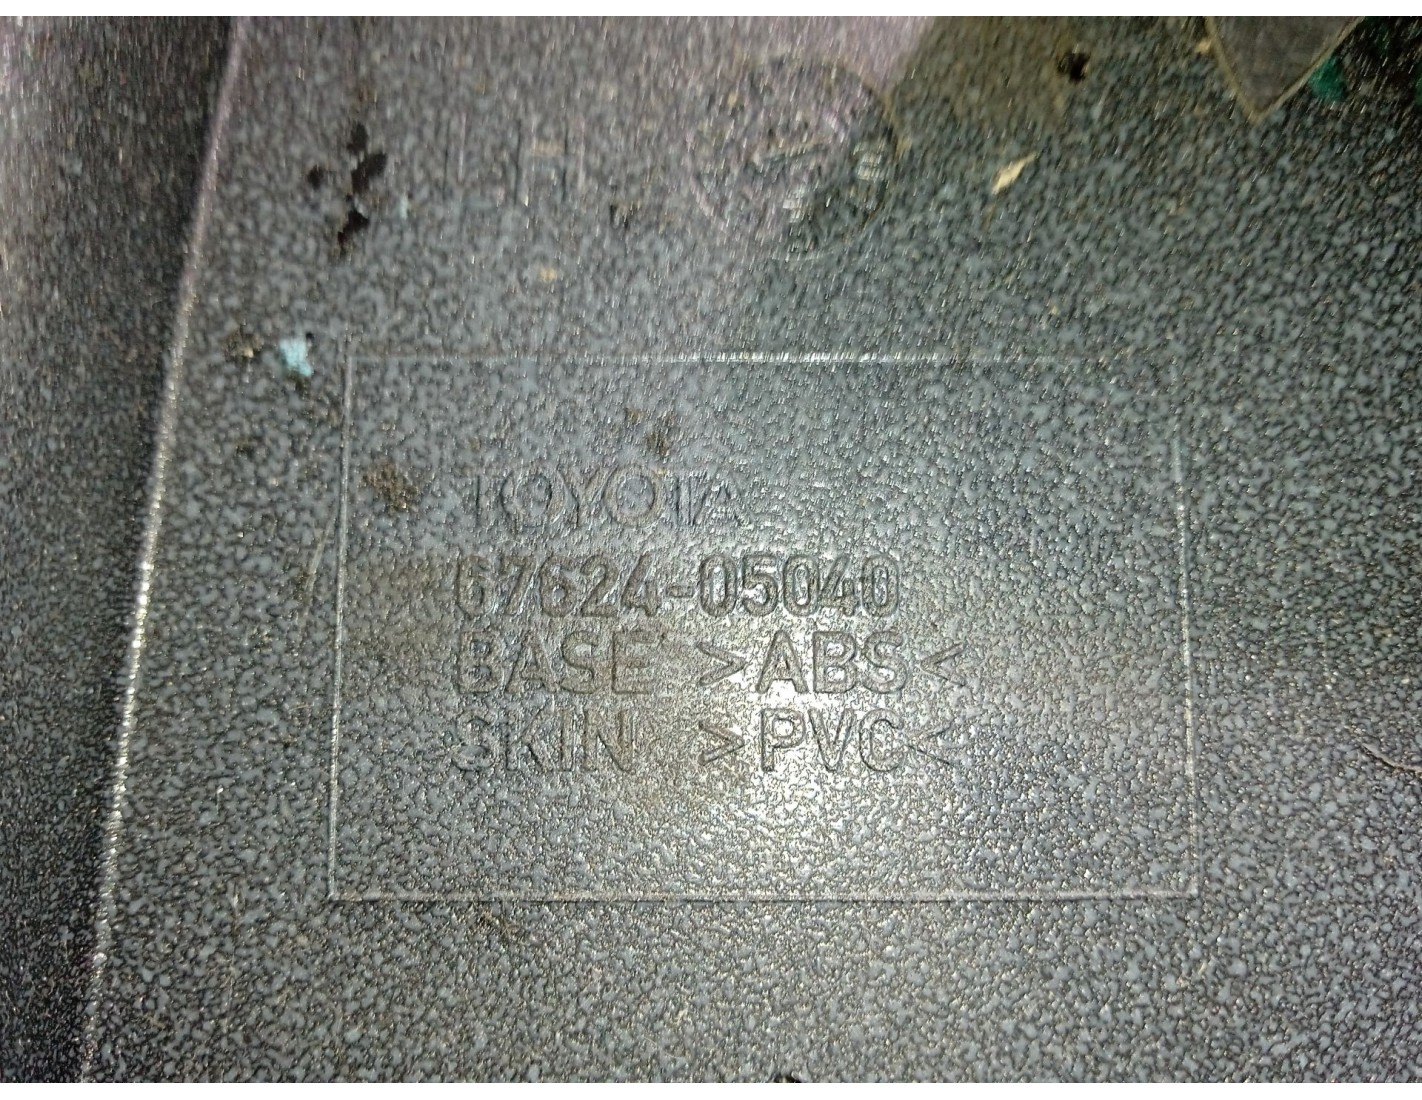 LH
TOYOTA
67624-05040
BASE >ABS<
SKIN >PVC<